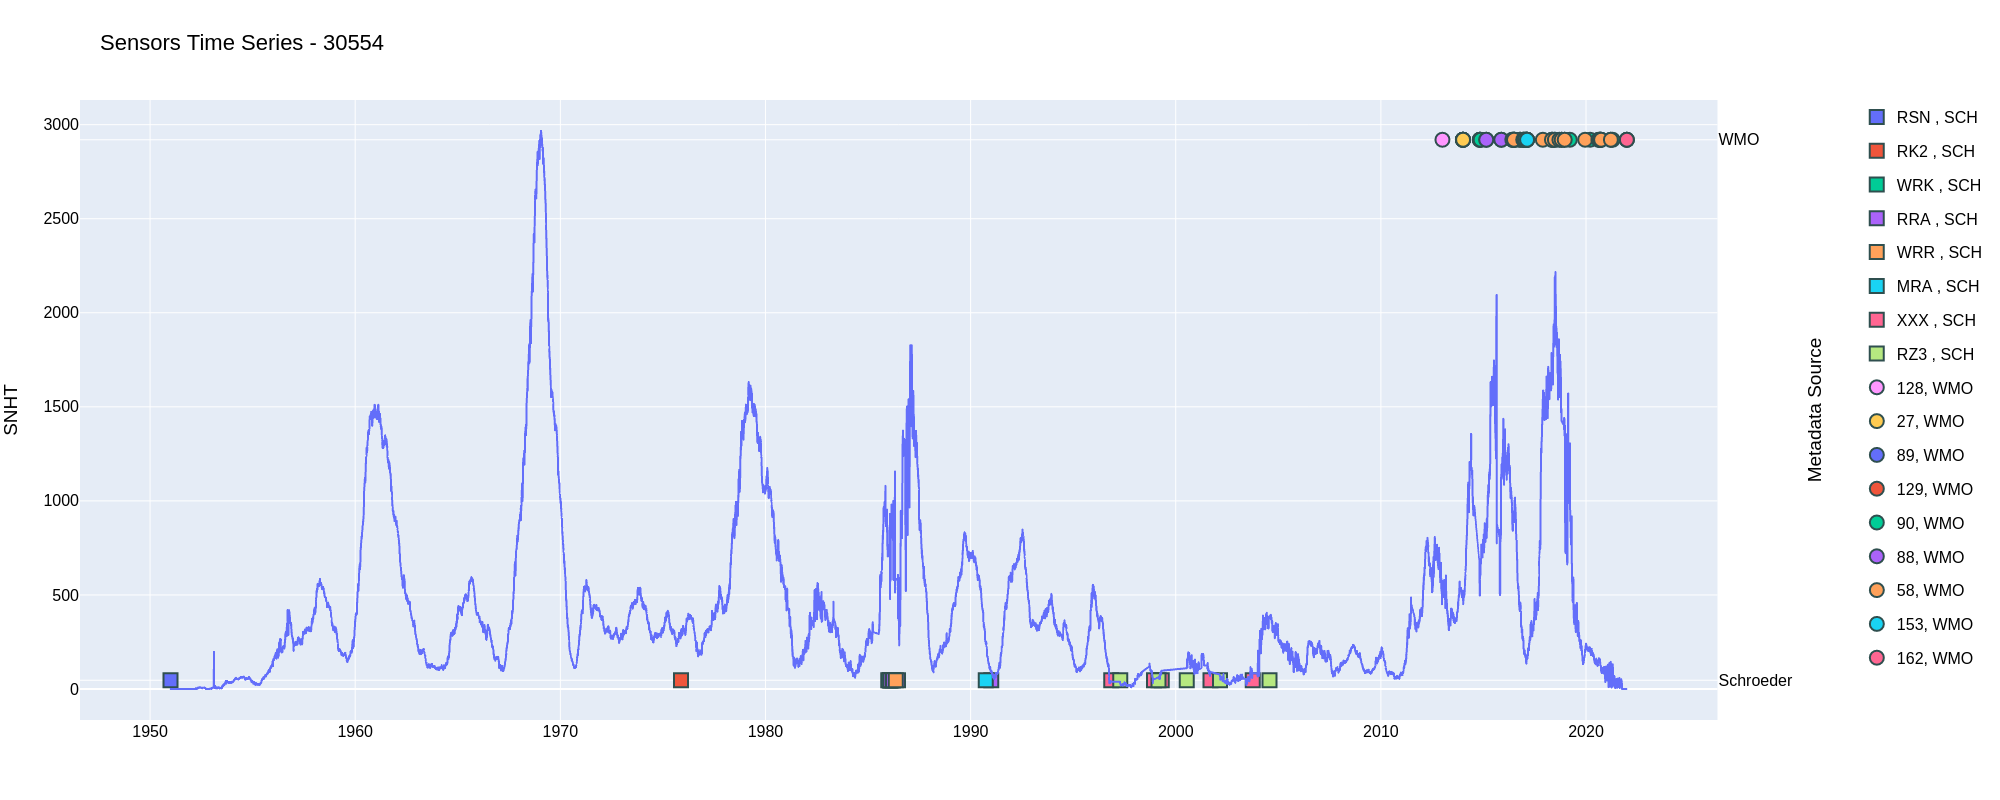 Sensors Time Series - 30554
SNHT
3000
2500
2000
1500
1000
500
0
1950
1960
1970
1980
1990
2000
2010
2020
WMO
Schroeder
Metadata Source
RSN , SCH
RK2 , SCH
WRK , SCH
RRA , SCH
WRR , SCH
MRA , SCH
XXX , SCH
RZ3 , SCH
128, WMO
27, WMO
89, WMO
129, WMO
90, WMO
88, WMO
58, WMO
153, WMO
162, WMO